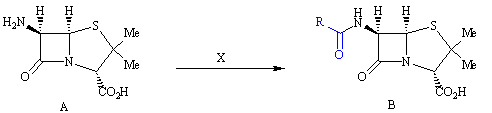 H₂N H H S Me Me N O CO₂H A
X
R O H N H H S Me Me N O CO₂H B